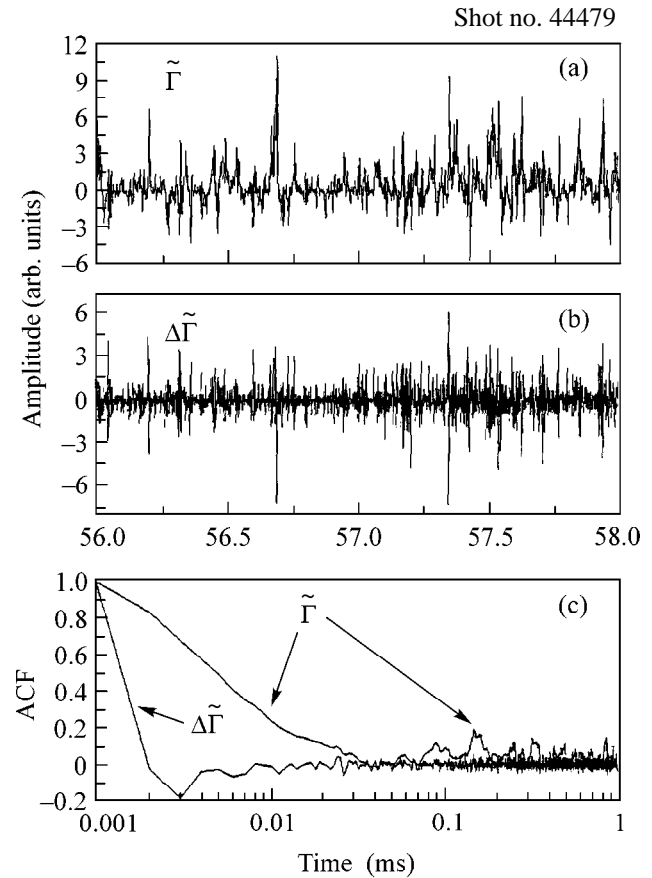 Shot no. 44479
12
9
6
3
0
−3
−6
Γ̃
(a)
Amplitude (arb. units)
6
3
0
−3
−6
ΔΓ̃
(b)
56.0 56.5 57.0 57.5 58.0
1.0
0.8
0.6
0.4
0.2
0
−0.2
ACF
Γ̃
(c)
ΔΓ̃
0.001 0.01 0.1 1
Time (ms)